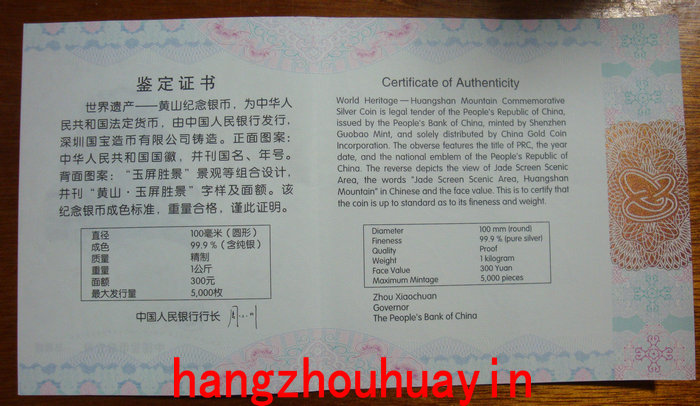 鉴定证书
世界遗产——黄山纪念银币，为中华人
民共和国法定货币，由中国人民银行发行，
深圳国宝造币有限公司铸造。正面图案：
中华人民共和国国徽，并刊国名、年号。
背面图案：“玉屏胜景”景观等组合设计，
并刊“黄山·玉屏胜景”字样及面额。该
纪念银币成色标准，重量合格，谨此证明。
直径 100毫米（圆形）
成色 99.9%（含纯银）
质量 精制
重量 1公斤
面额 300元
最大发行量 5,000枚
中国人民银行行长
Certificate of Authenticity
World Heritage — Huangshan Mountain Commemorative
Silver Coin is legal tender of the People's Republic of China,
issued by the People's Bank of China, minted by Shenzhen
Guobao Mint, and solely distributed by China Gold Coin
Incorporation. The obverse features the title of PRC, the year
date, and the national emblem of the People's Republic of
China. The reverse depicts the view of Jade Screen Scenic
Area, the words "Jade Screen Scenic Area, Huangshan
Mountain" in Chinese and the face value. This is to certify that
the coin is up to standard as to its fineness and weight.
Diameter 100 mm (round)
Fineness 99.9 % (pure silver)
Quality Proof
Weight 1 kilogram
Face Value 300 Yuan
Maximum Mintage 5,000 pieces
Zhou Xiaochuan
Governor
The People's Bank of China
hangzhouhuayin